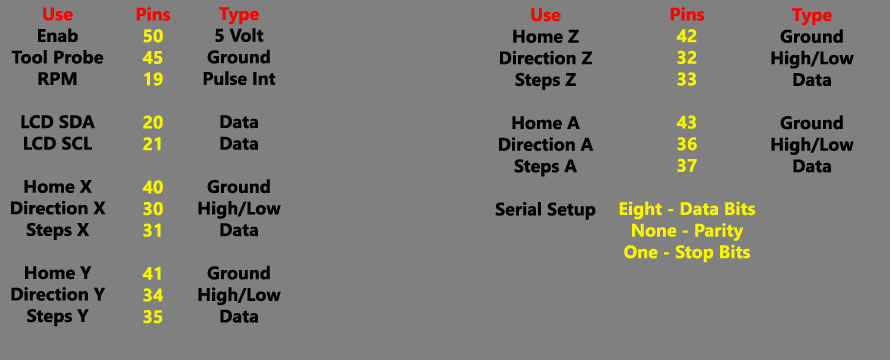 Use Pins Type
Enab 50 5 Volt
Tool Probe 45 Ground
RPM 19 Pulse Int
LCD SDA 20 Data
LCD SCL 21 Data
Home X 40 Ground
Direction X 30 High/Low
Steps X 31 Data
Home Y 41 Ground
Direction Y 34 High/Low
Steps Y 35 Data
Use Pins Type
Home Z 42 Ground
Direction Z 32 High/Low
Steps Z 33 Data
Home A 43 Ground
Direction A 36 High/Low
Steps A 37 Data
Serial Setup Eight - Data Bits
None - Parity
One - Stop Bits